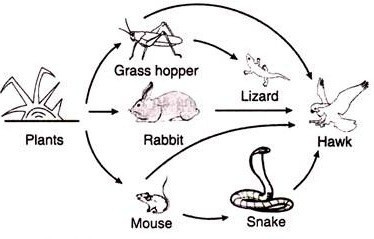 Grass hopper
Lizard
Plants
Rabbit
Hawk
Mouse
Snake